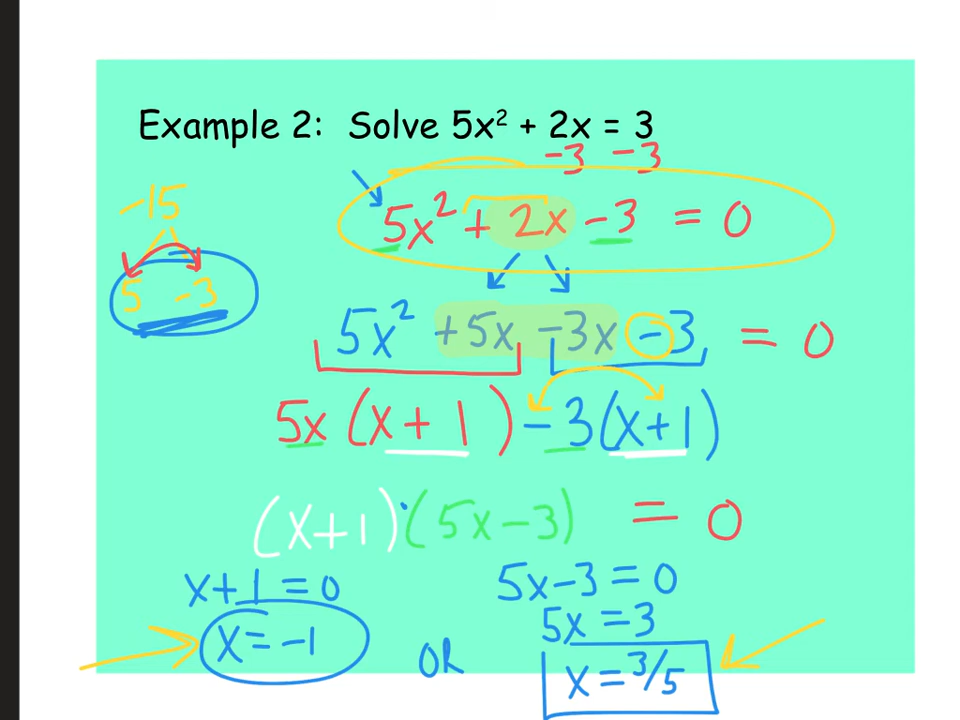 Example 2: Solve 5x² + 2x = 3
-3 -3
-15
5x² + 2x - 3 = 0
5 -3
5x² +5x -3x -3 = 0
5x (x + 1) -3(x+1)
(x+1)·(5x-3) = 0
x+1=0
5x-3=0
5x=3
x=-1
OR
x=3/5